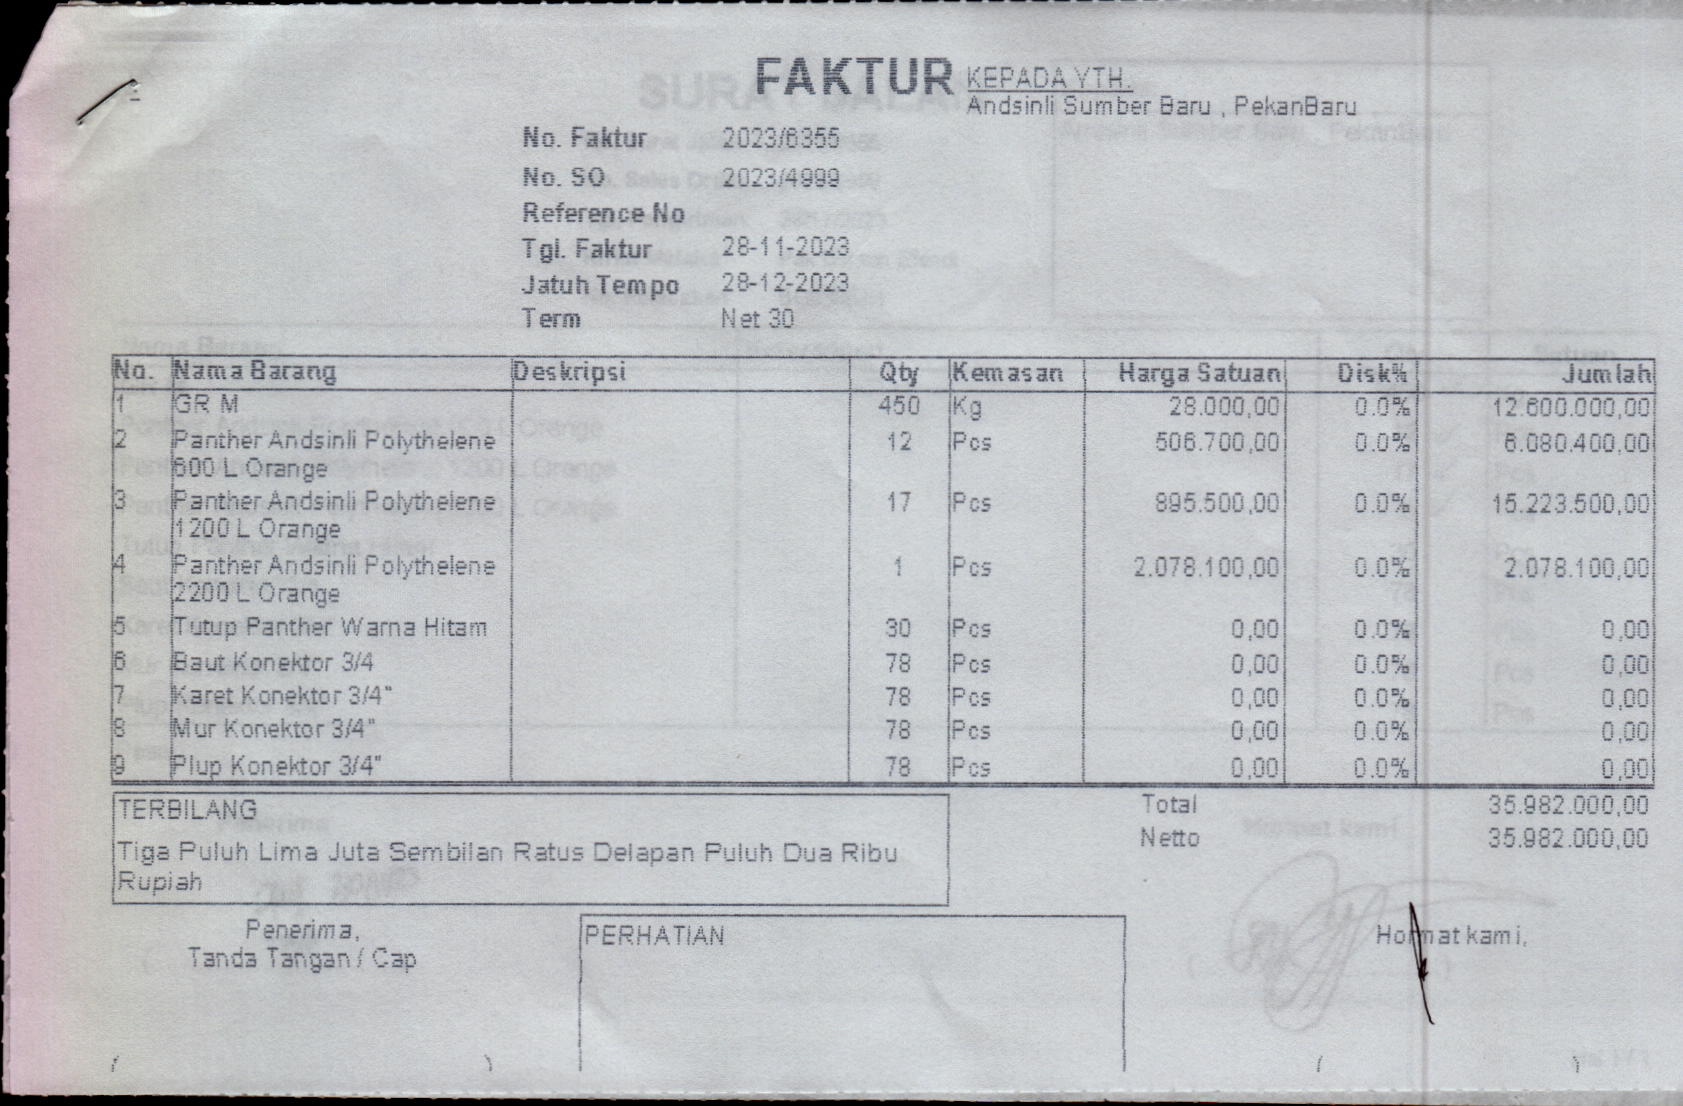 FAKTUR
KEPADA YTH.
Andsinli Sumber Baru , PekanBaru
No. Faktur 2023/6355
No. SO 2023/4999
Reference No
Tgl. Faktur 28-11-2023
Jatuh Tempo 28-12-2023
Term Net 30
No. Nama Barang Deskripsi Qty Kemasan Harga Satuan Disk% Jumlah
1 GR M 450 Kg 28.000,00 0.0% 12.600.000,00
2 Panther Andsinli Polythelene 12 Pcs 506.700,00 0.0% 6.080.400,00
600 L Orange
3 Panther Andsinli Polythelene 17 Pcs 895.500,00 0.0% 15.223.500,00
1200 L Orange
4 Panther Andsinli Polythelene 1 Pcs 2.078.100,00 0.0% 2.078.100,00
2200 L Orange
5 Tutup Panther Warna Hitam 30 Pcs 0,00 0.0% 0,00
6 Baut Konektor 3/4 78 Pcs 0,00 0.0% 0,00
7 Karet Konektor 3/4" 78 Pcs 0,00 0.0% 0,00
8 Mur Konektor 3/4" 78 Pcs 0,00 0.0% 0,00
9 Plup Konektor 3/4" 78 Pcs 0,00 0.0% 0,00
TERBILANG
Tiga Puluh Lima Juta Sembilan Ratus Delapan Puluh Dua Ribu
Rupiah
Total 35.982.000,00
Netto 35.982.000,00
Penerima,
Tanda Tangan / Cap
PERHATIAN
Hormat kami,
( )
( )